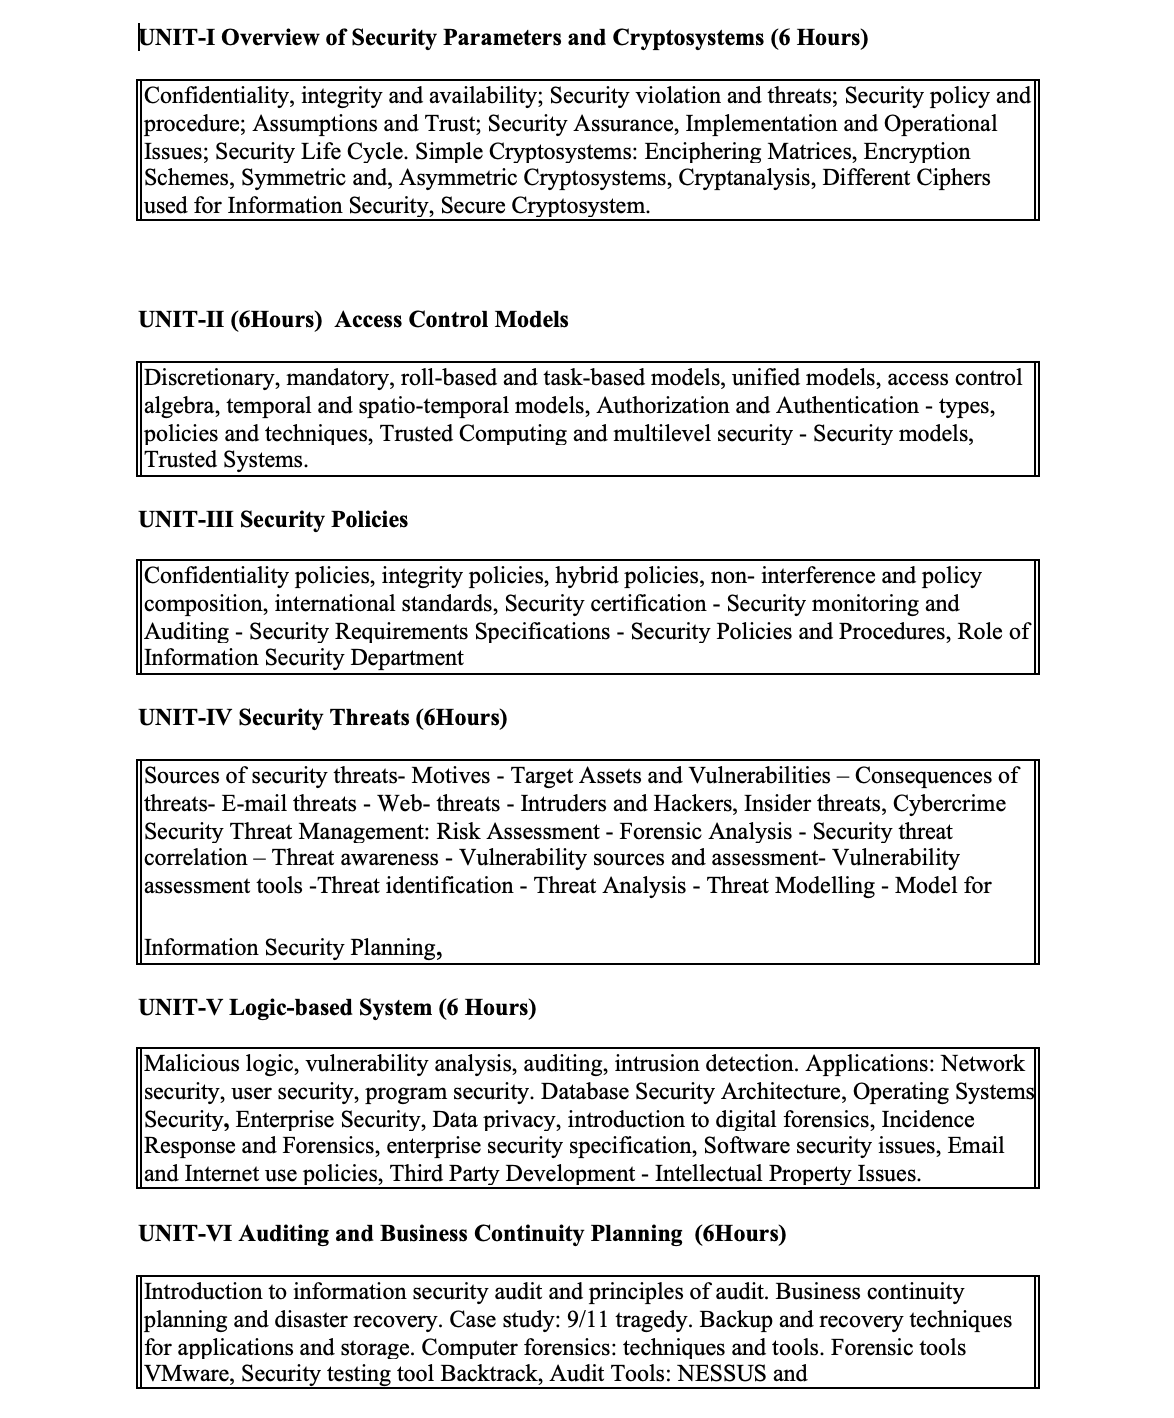 UNIT-I Overview of Security Parameters and Cryptosystems (6 Hours)
Confidentiality, integrity and availability; Security violation and threats; Security policy and
procedure; Assumptions and Trust; Security Assurance, Implementation and Operational
Issues; Security Life Cycle. Simple Cryptosystems: Enciphering Matrices, Encryption
Schemes, Symmetric and, Asymmetric Cryptosystems, Cryptanalysis, Different Ciphers
used for Information Security, Secure Cryptosystem.
UNIT-II (6Hours)  Access Control Models
Discretionary, mandatory, roll-based and task-based models, unified models, access control
algebra, temporal and spatio-temporal models, Authorization and Authentication - types,
policies and techniques, Trusted Computing and multilevel security - Security models,
Trusted Systems.
UNIT-III Security Policies
Confidentiality policies, integrity policies, hybrid policies, non- interference and policy
composition, international standards, Security certification - Security monitoring and
Auditing - Security Requirements Specifications - Security Policies and Procedures, Role of
Information Security Department
UNIT-IV Security Threats (6Hours)
Sources of security threats- Motives - Target Assets and Vulnerabilities – Consequences of
threats- E-mail threats - Web- threats - Intruders and Hackers, Insider threats, Cybercrime
Security Threat Management: Risk Assessment - Forensic Analysis - Security threat
correlation – Threat awareness - Vulnerability sources and assessment- Vulnerability
assessment tools -Threat identification - Threat Analysis - Threat Modelling - Model for
Information Security Planning,
UNIT-V Logic-based System (6 Hours)
Malicious logic, vulnerability analysis, auditing, intrusion detection. Applications: Network
security, user security, program security. Database Security Architecture, Operating Systems
Security, Enterprise Security, Data privacy, introduction to digital forensics, Incidence
Response and Forensics, enterprise security specification, Software security issues, Email
and Internet use policies, Third Party Development - Intellectual Property Issues.
UNIT-VI Auditing and Business Continuity Planning  (6Hours)
Introduction to information security audit and principles of audit. Business continuity
planning and disaster recovery. Case study: 9/11 tragedy. Backup and recovery techniques
for applications and storage. Computer forensics: techniques and tools. Forensic tools
VMware, Security testing tool Backtrack, Audit Tools: NESSUS and